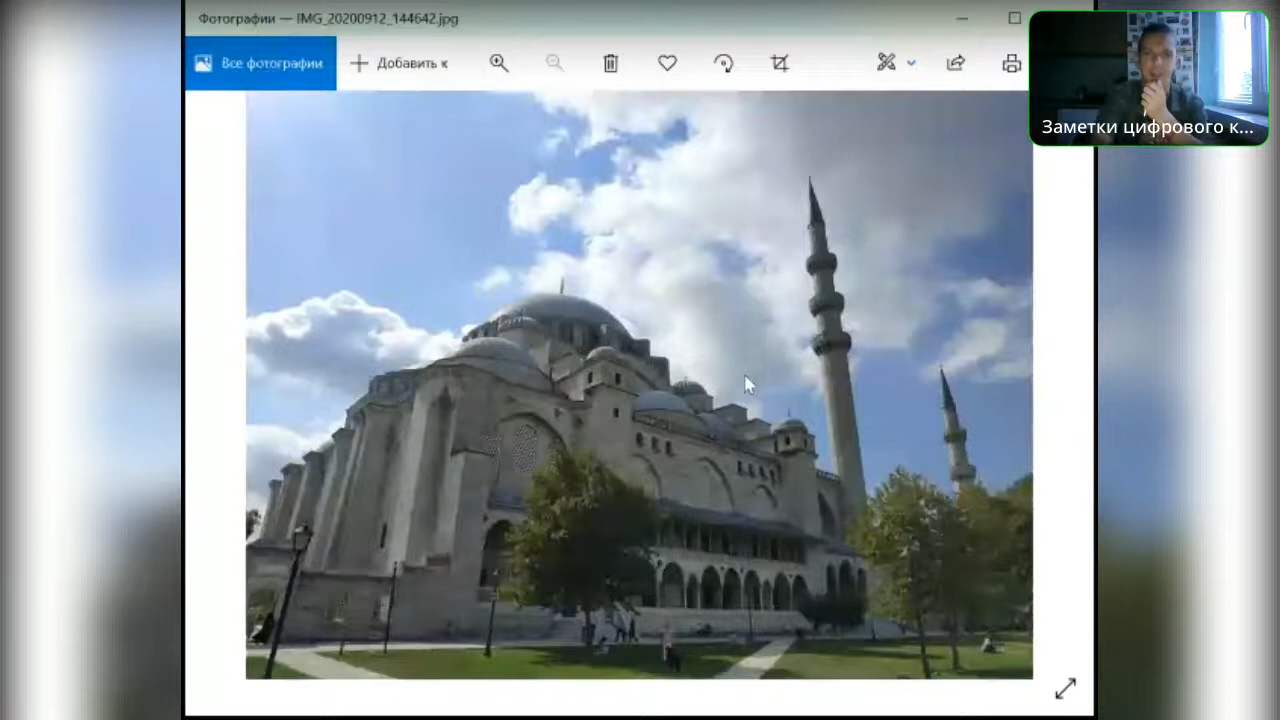 Фотографии — IMG_20200912_144642.jpg
Все фотографии
Добавить к
Заметки цифрового к...